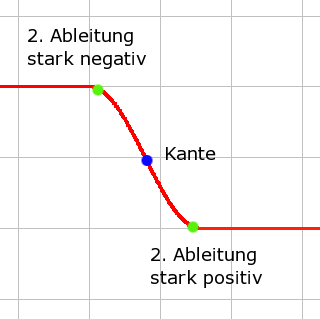 2. Ableitung
stark negativ
Kante
2. Ableitung
stark positiv